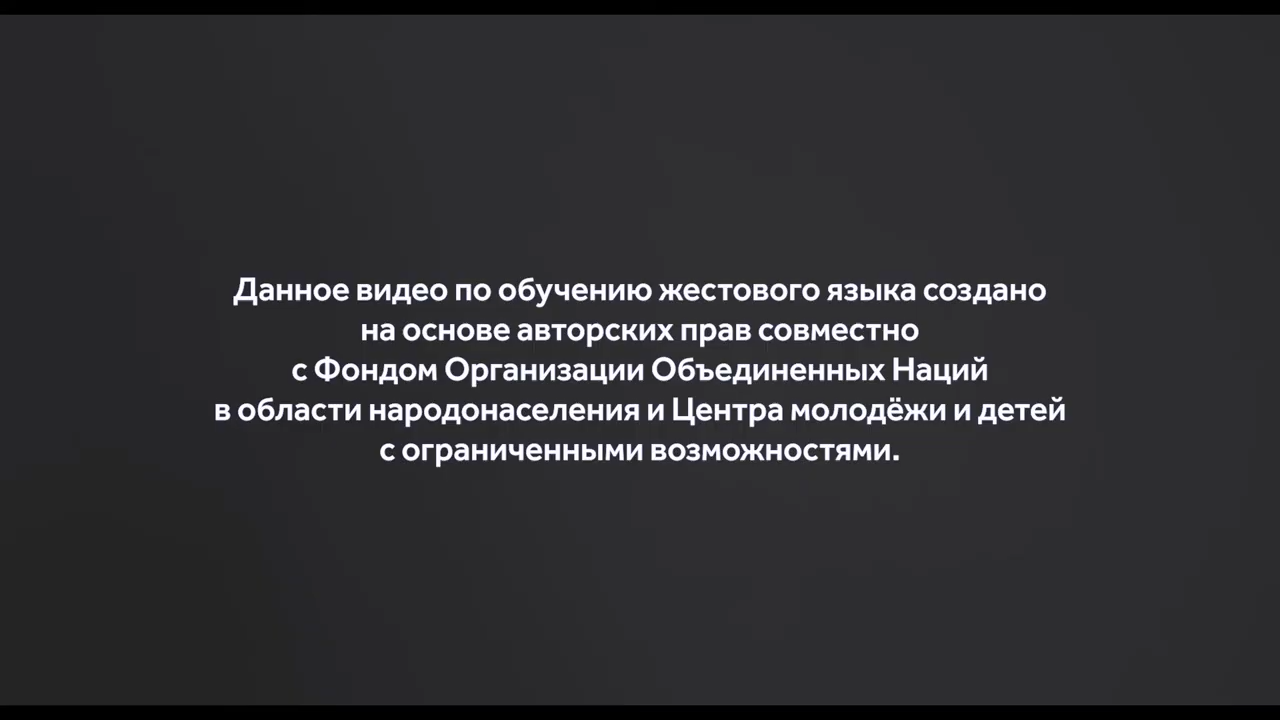 Данное видео по обучению жестового языка создано
на основе авторских прав совместно
с Фондом Организации Объединенных Наций
в области народонаселения и Центра молодёжи и детей
с ограниченными возможностями.